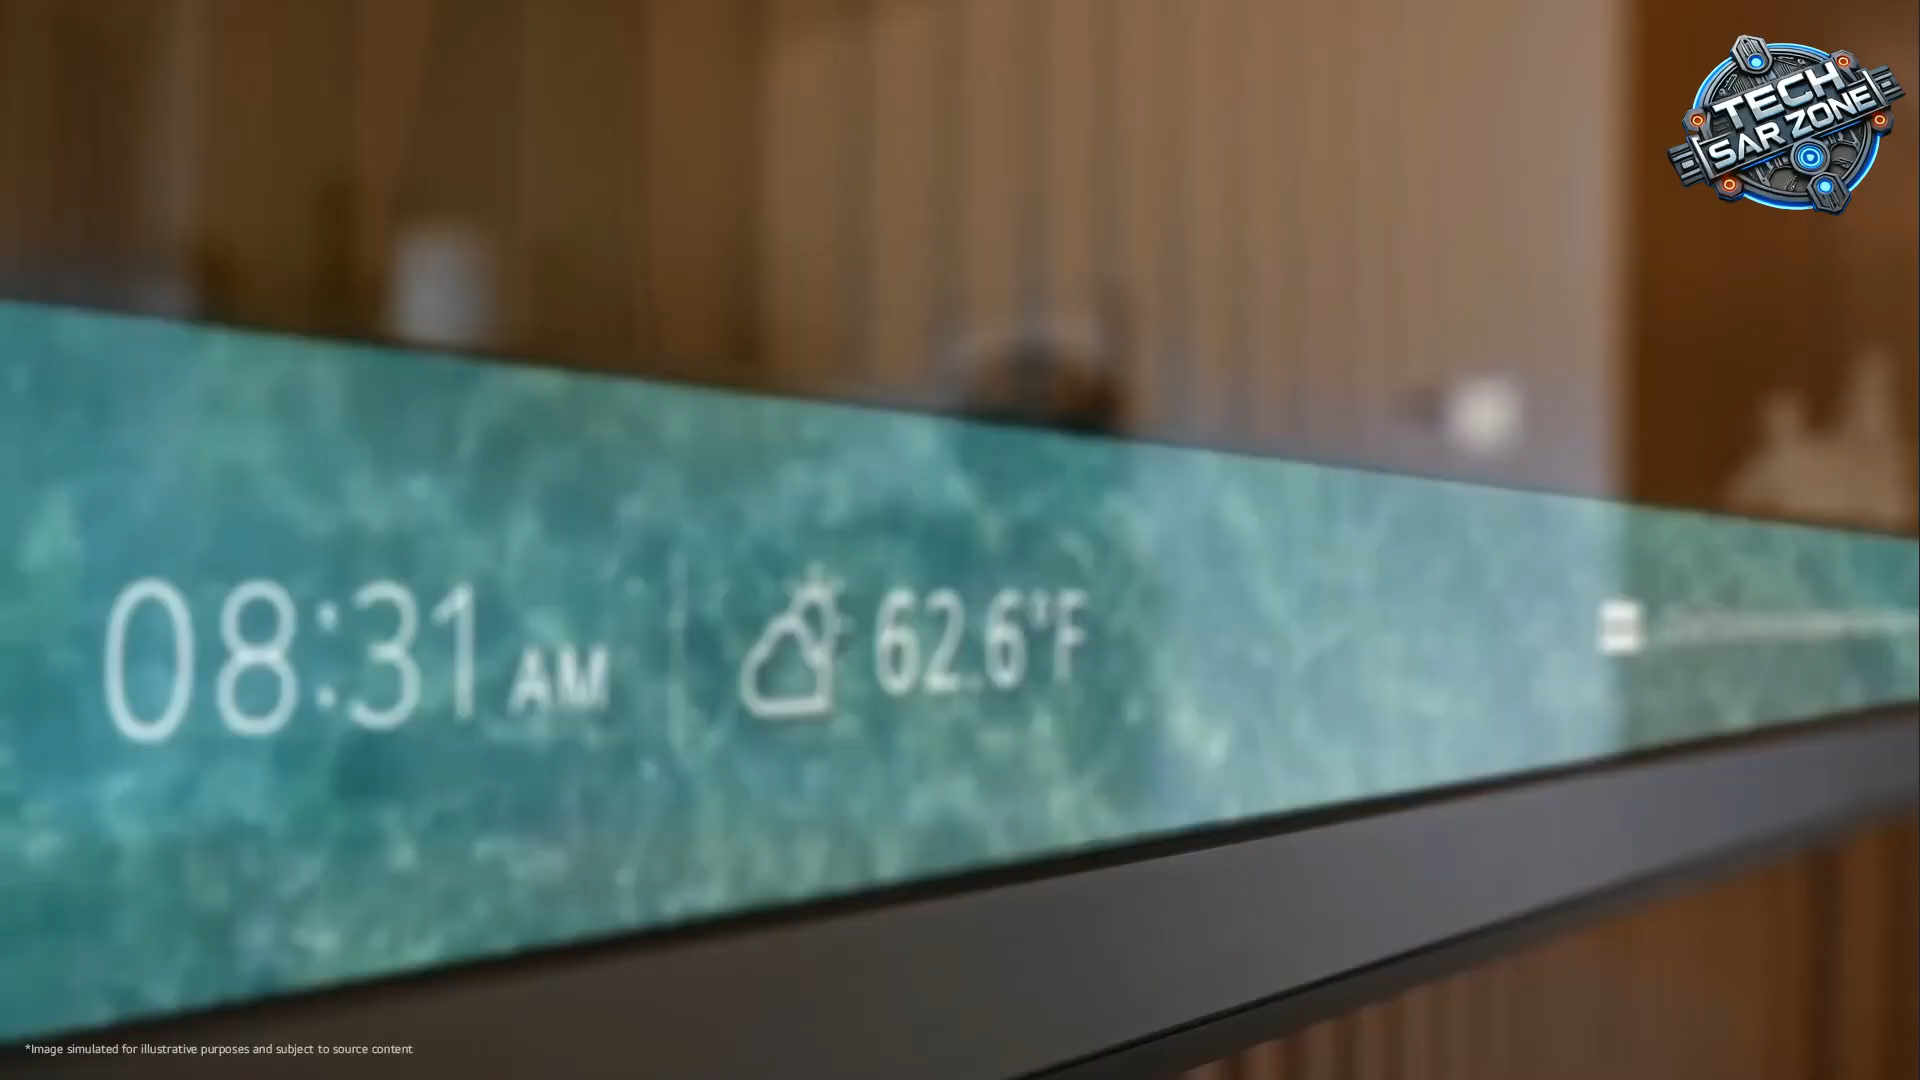 TECH
SAR ZONE
08:31 AM
62.6°F
*Image simulated for illustrative purposes and subject to source content